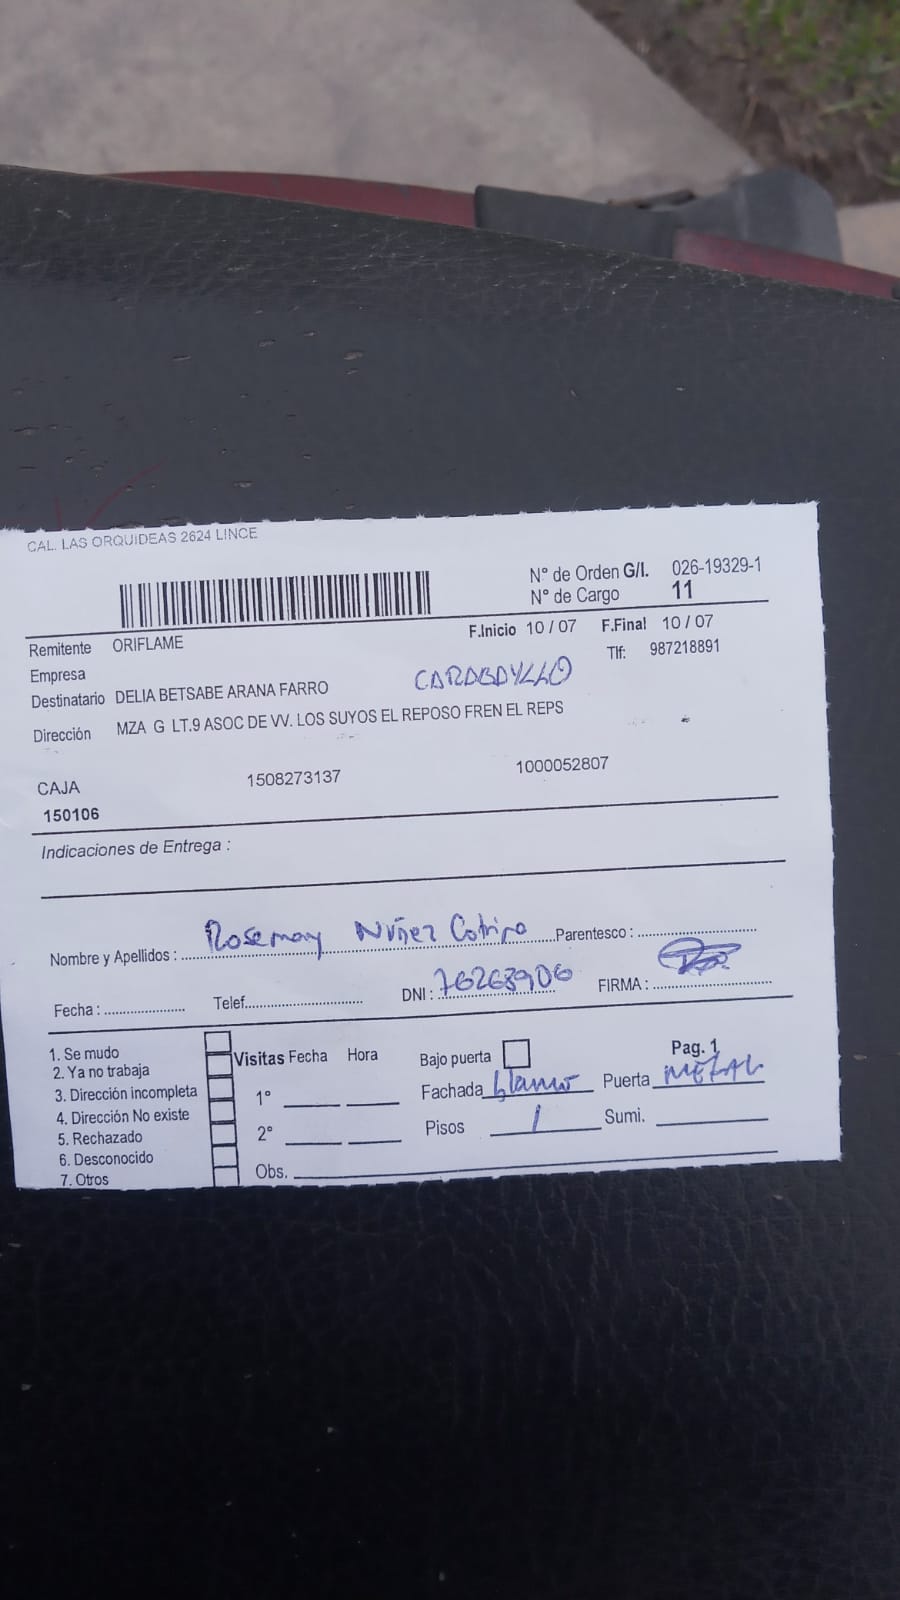 CAL. LAS ORQUIDEAS 2624 LINCE
N° de Orden G/I. 026-19329-1
N° de Cargo 11
Remitente ORIFLAME F.Inicio 10 / 07 F.Final 10 / 07
Empresa Tlf: 987218891
Destinatario DELIA BETSABE ARANA FARRO CARABAYLLO
Dirección MZA G LT.9 ASOC DE VV. LOS SUYOS EL REPOSO FREN EL REPS
CAJA 1508273137 1000052807
150106
Indicaciones de Entrega :
Nombre y Apellidos : Rosemary Nuñez Parentesco :
Fecha : Telef. DNI : 76268906 FIRMA :
1. Se mudo Visitas Fecha Hora Bajo puerta Pag. 1
2. Ya no trabaja
3. Dirección incompleta 1° Fachada blanco Puerta METAL
4. Dirección No existe
5. Rechazado 2° Pisos 1 Sumi.
6. Desconocido
7. Otros Obs.